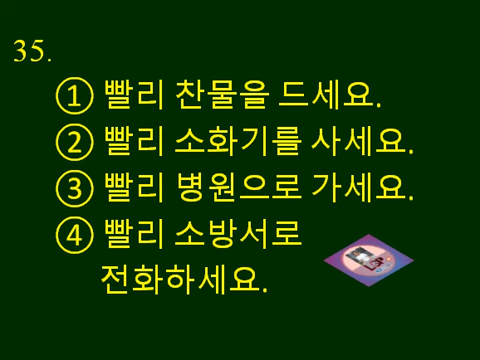 35.
① 빨리 찬물을 드세요.
② 빨리 소화기를 사세요.
③ 빨리 병원으로 가세요.
④ 빨리 소방서로
전화하세요.